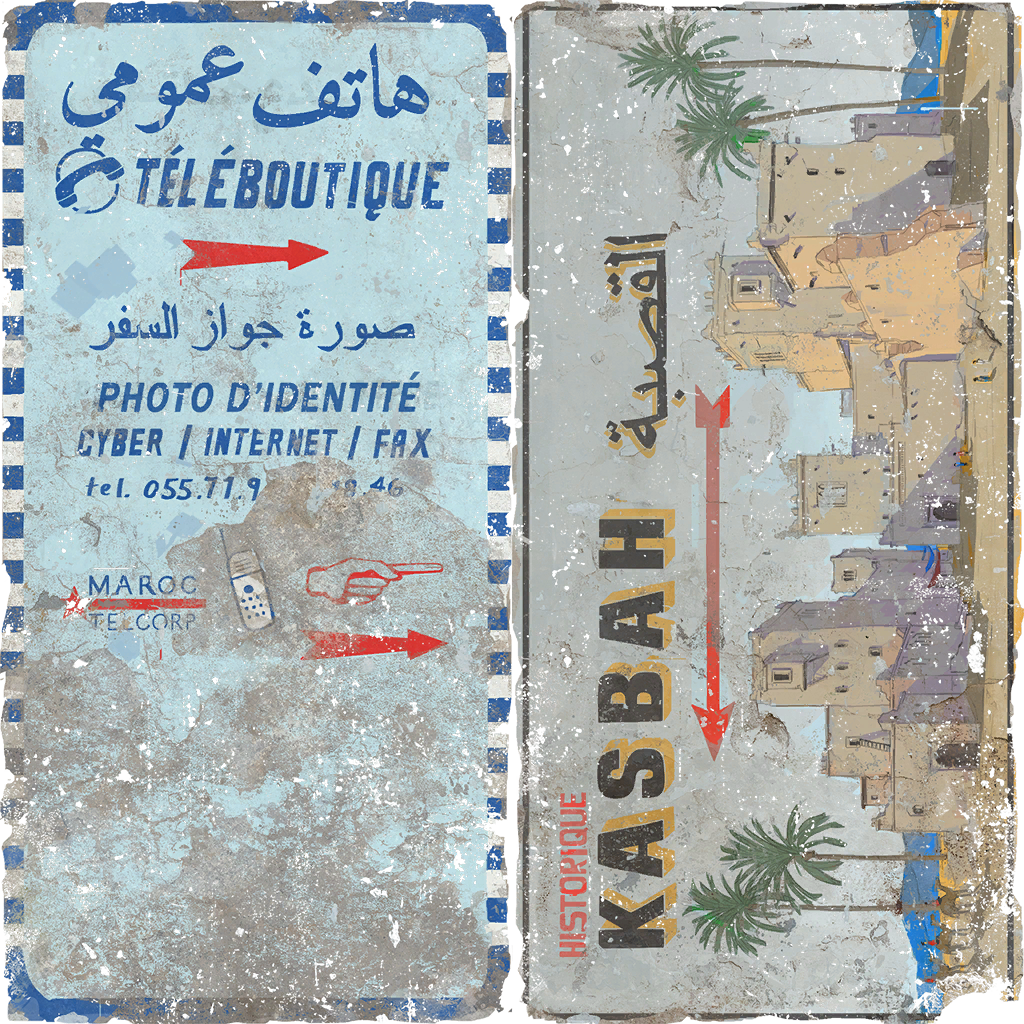 هاتف عمومي
TÉLÉBOUTIQUE
صورة جواز السفر
PHOTO D'IDENTITÉ
CYBER / INTERNET / FAX
tel. 055.71.9 8.46
MAROC
TELCORP
HISTORIQUE
KASBAH القصبة